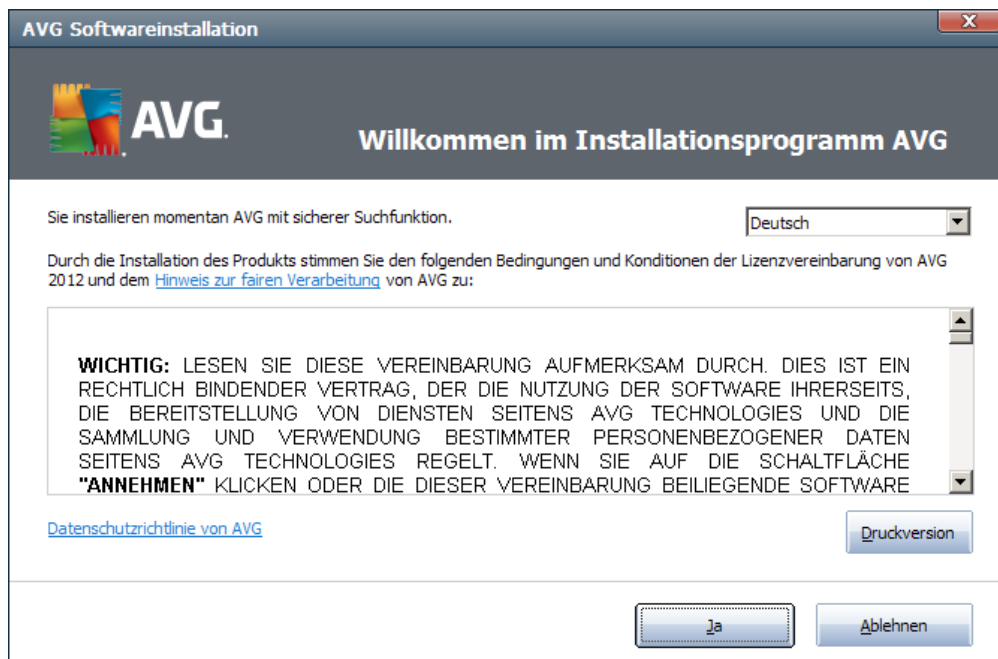 AVG Softwareinstallation
X
AVG.
Willkommen im Installationsprogramm AVG
Sie installieren momentan AVG mit sicherer Suchfunktion.
Deutsch
Durch die Installation des Produkts stimmen Sie den folgenden Bedingungen und Konditionen der Lizenzvereinbarung von AVG
2012 und dem Hinweis zur fairen Verarbeitung von AVG zu:
WICHTIG: LESEN SIE DIESE VEREINBARUNG AUFMERKSAM DURCH. DIES IST EIN
RECHTLICH BINDENDER VERTRAG, DER DIE NUTZUNG DER SOFTWARE IHRERSEITS,
DIE BEREITSTELLUNG VON DIENSTEN SEITENS AVG TECHNOLOGIES UND DIE
SAMMLUNG UND VERWENDUNG BESTIMMTER PERSONENBEZOGENER DATEN
SEITENS AVG TECHNOLOGIES REGELT. WENN SIE AUF DIE SCHALTFLÄCHE
"ANNEHMEN" KLICKEN ODER DIE DIESER VEREINBARUNG BEILIEGENDE SOFTWARE
Datenschutzrichtlinie von AVG
Druckversion
Ja
Ablehnen